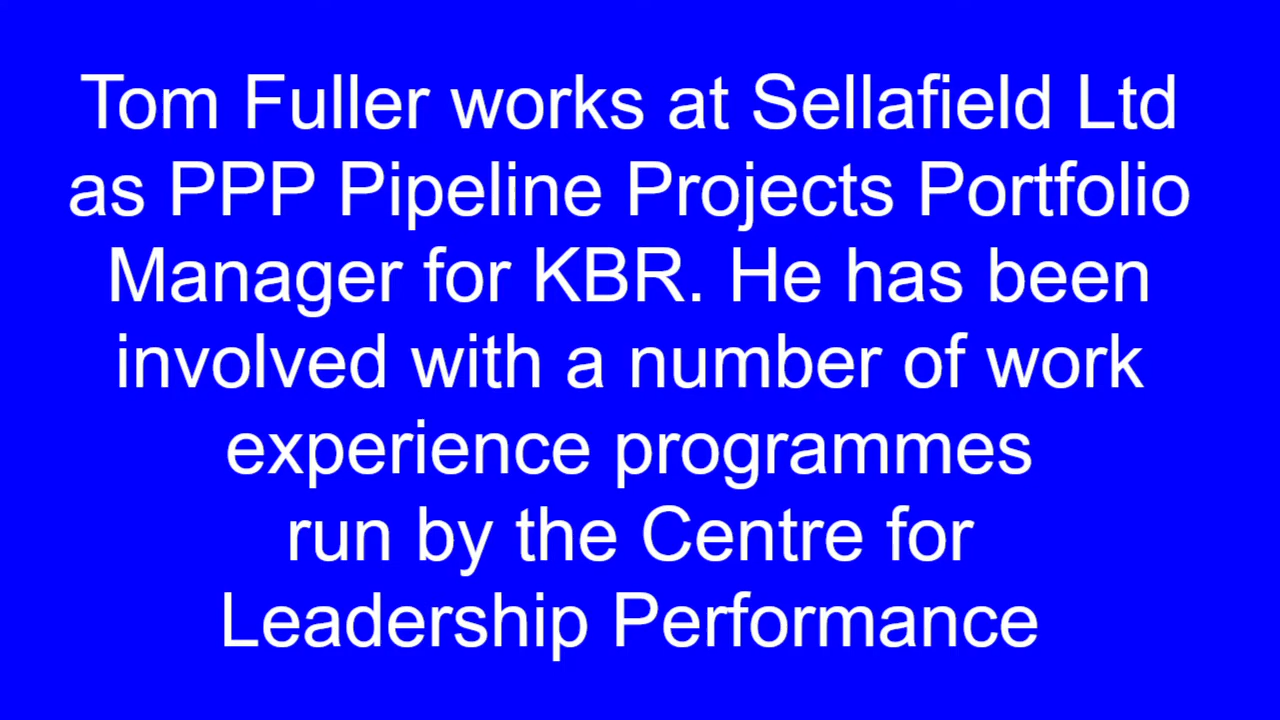 Tom Fuller works at Sellafield Ltd
as PPP Pipeline Projects Portfolio
Manager for KBR. He has been
involved with a number of work
experience programmes
run by the Centre for
Leadership Performance